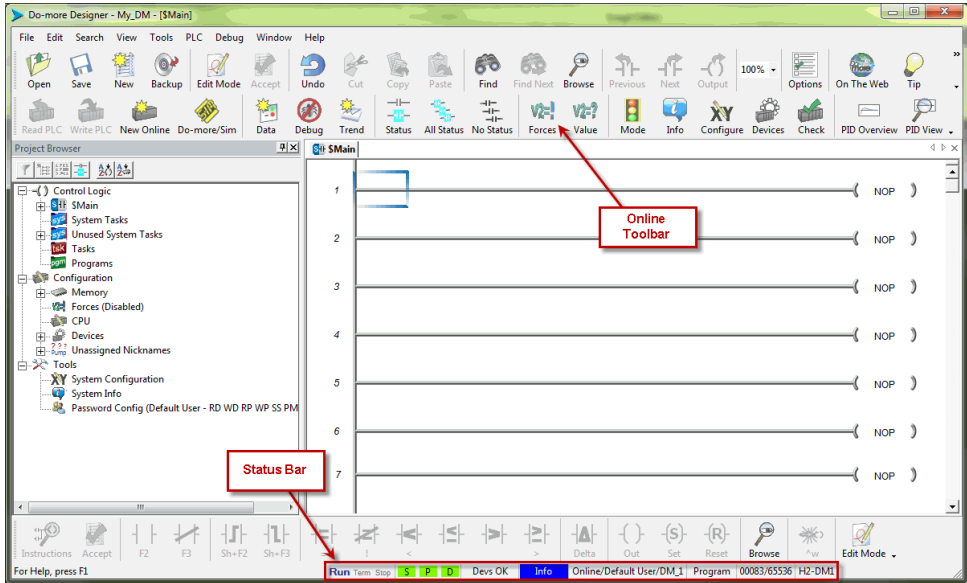 Do-more Designer - My_DM - [$Main]
File Edit Search View Tools PLC Debug Window Help
Open Save New Backup Edit Mode Accept Undo Cut Copy Paste Find Find Next Browse Previous Next Output 100% Options On The Web Tip
Read PLC Write PLC New Online Do-more/Sim Data Debug Trend Status All Status No Status Forces Value Mode Info Configure Devices Check PID Overview PID View
Project Browser
$Main
Control Logic
$Main
System Tasks
Unused System Tasks
Tasks
Programs
Configuration
Memory
Forces (Disabled)
CPU
Devices
Unassigned Nicknames
Tools
System Configuration
System Info
Password Config (Default User - RD WD RP WP SS PM
1 NOP
Online
Toolbar
2 NOP
3 NOP
4 NOP
5 NOP
6 NOP
7 NOP
Status Bar
Instructions Accept F2 F3 Sh+F2 Sh+F3 = ! < > Delta Out Set Reset Browse ^w Edit Mode
For Help, press F1
Run Term Stop S P D Devs OK Info Online/Default User/DM_1 Program 00083/65536 H2-DM1